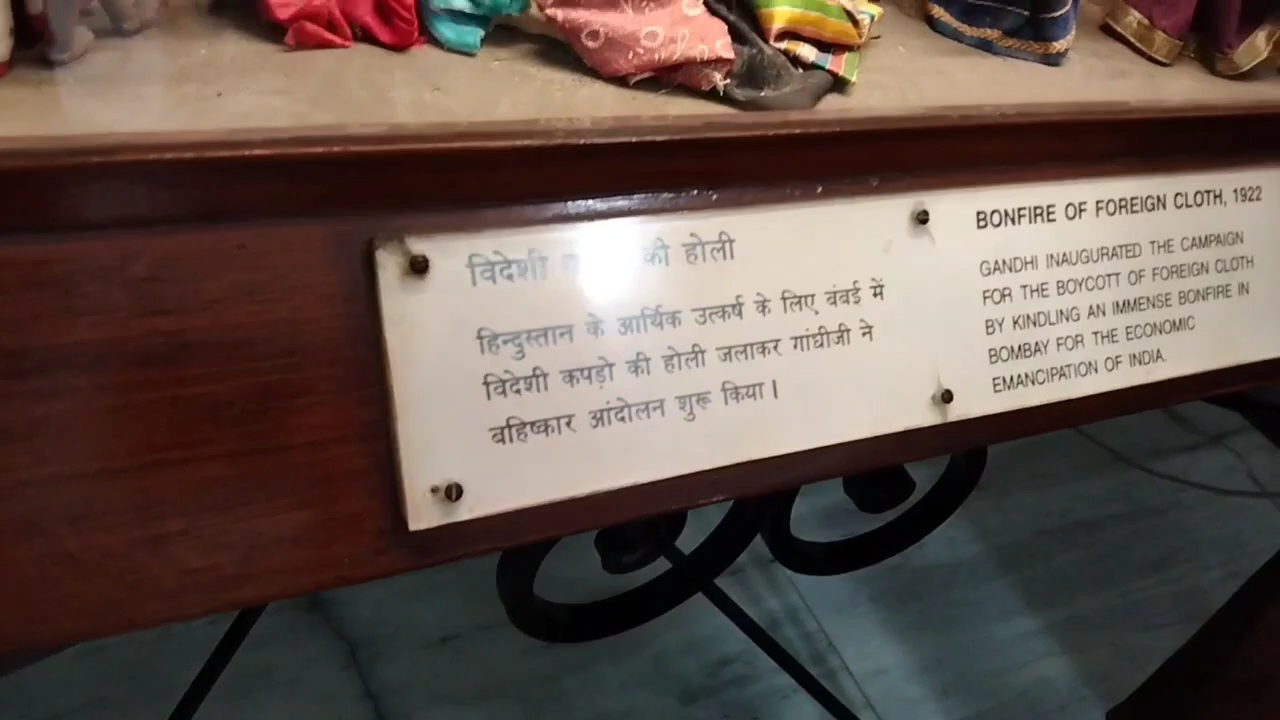 विदेशी की होली
हिन्दुस्तान के आर्थिक उत्कर्ष के लिए बंबई में
विदेशी कपड़ो की होली जलाकर गांधीजी ने
बहिष्कार आंदोलन शुरू किया।
BONFIRE OF FOREIGN CLOTH, 1922
GANDHI INAUGURATED THE CAMPAIGN
FOR THE BOYCOTT OF FOREIGN CLOTH
BY KINDLING AN IMMENSE BONFIRE IN
BOMBAY FOR THE ECONOMIC
EMANCIPATION OF INDIA.